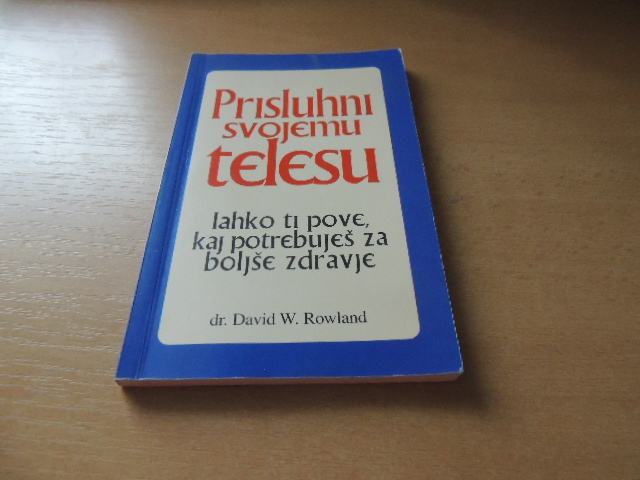 Prisluhni
svojemu
telesu
lahko ti pove,
kaj potrebuješ za
boljše zdravje
dr. David W. Rowland